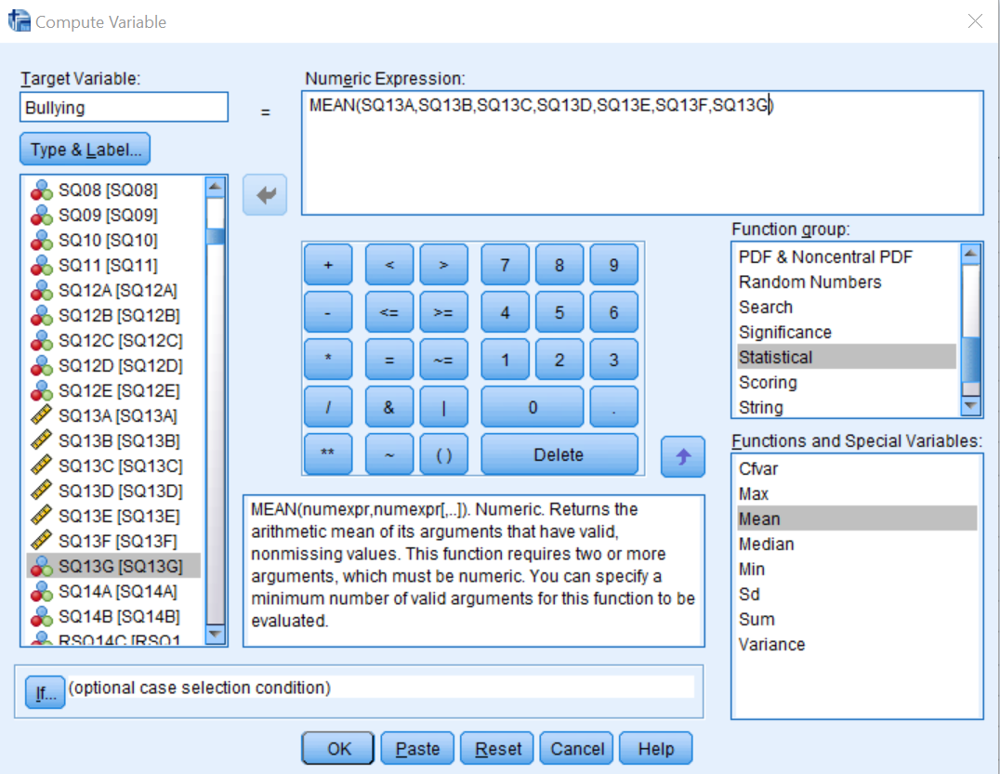 Compute Variable
Target Variable:
Bullying
=
Numeric Expression:
MEAN(SQ13A,SQ13B,SQ13C,SQ13D,SQ13E,SQ13F,SQ13G)
Type & Label...
SQ08 [SQ08]
SQ09 [SQ09]
SQ10 [SQ10]
SQ11 [SQ11]
SQ12A [SQ12A]
SQ12B [SQ12B]
SQ12C [SQ12C]
SQ12D [SQ12D]
SQ12E [SQ12E]
SQ13A [SQ13A]
SQ13B [SQ13B]
SQ13C [SQ13C]
SQ13D [SQ13D]
SQ13E [SQ13E]
SQ13F [SQ13F]
SQ13G [SQ13G]
SQ14A [SQ14A]
SQ14B [SQ14B]
RSQ14C [RSQ1
+ < > 7 8 9
- <= >= 4 5 6
* = ~= 1 2 3
/ & | 0 .
** ~ ( ) Delete
Function group:
PDF & Noncentral PDF
Random Numbers
Search
Significance
Statistical
Scoring
String
Functions and Special Variables:
Cfvar
Max
Mean
Median
Min
Sd
Sum
Variance
MEAN(numexpr,numexpr[,..]). Numeric. Returns the
arithmetic mean of its arguments that have valid,
nonmissing values. This function requires two or more
arguments, which must be numeric. You can specify a
minimum number of valid arguments for this function to be
evaluated.
If... (optional case selection condition)
OK Paste Reset Cancel Help